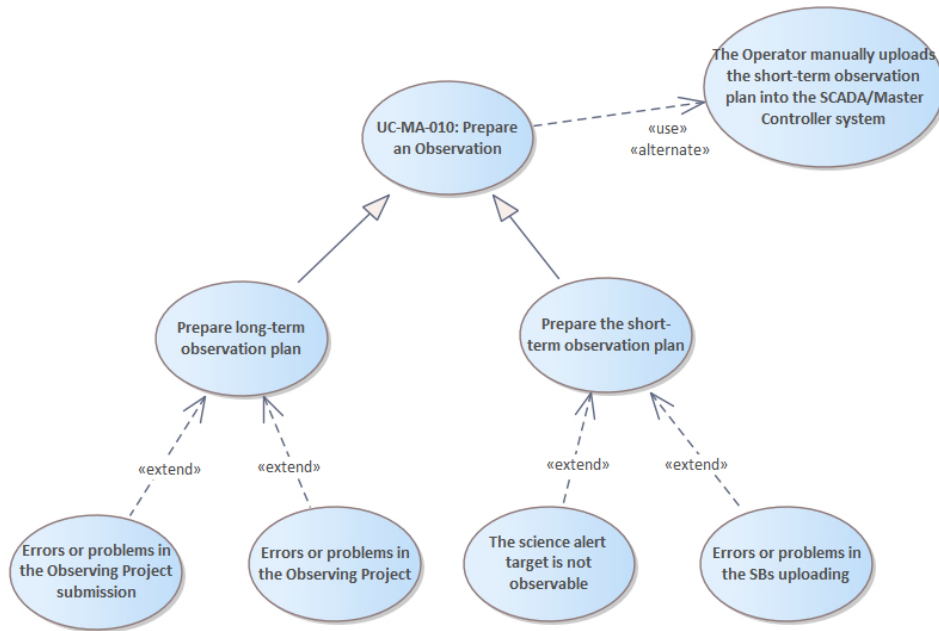 The Operator manually uploads
the short-term observation
plan into the SCADA/Master
Controller system
UC-MA-010: Prepare
an Observation
«use»
«alternate»
Prepare long-term
observation plan
Prepare the short-
term observation plan
«extend»
«extend»
«extend»
«extend»
Errors or problems in
the Observing Project
submission
Errors or problems in
the Observing Project
The science alert
target is not
observable
Errors or problems in
the SBs uploading